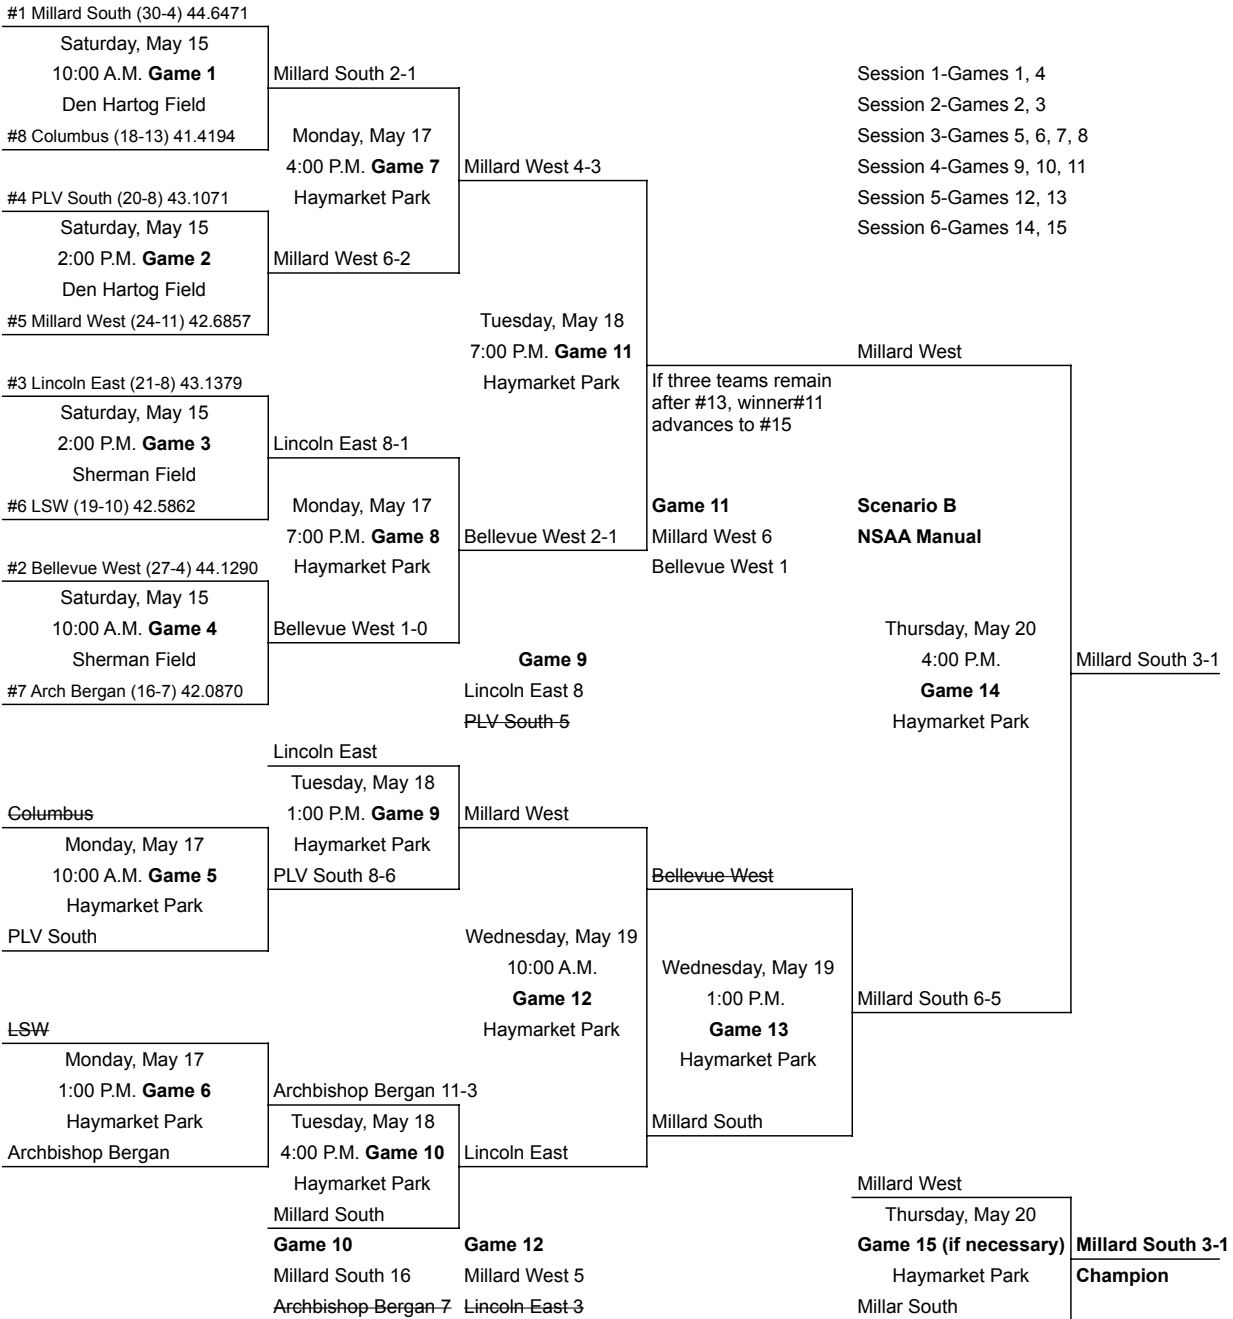 #1 Millard South (30-4) 44.6471
Saturday, May 15
10:00 A.M. Game 1
Den Hartog Field
#8 Columbus (18-13) 41.4194
Millard South 2-1
Monday, May 17
4:00 P.M. Game 7
Haymarket Park
#4 PLV South (20-8) 43.1071
Saturday, May 15
2:00 P.M. Game 2
Den Hartog Field
#5 Millard West (24-11) 42.6857
Millard West 6-2
Millard West 4-3
Session 1-Games 1, 4
Session 2-Games 2, 3
Session 3-Games 5, 6, 7, 8
Session 4-Games 9, 10, 11
Session 5-Games 12, 13
Session 6-Games 14, 15
Tuesday, May 18
7:00 P.M. Game 11
Haymarket Park
Millard West
If three teams remain
after #13, winner#11
advances to #15
#3 Lincoln East (21-8) 43.1379
Saturday, May 15
2:00 P.M. Game 3
Sherman Field
#6 LSW (19-10) 42.5862
Lincoln East 8-1
Monday, May 17
7:00 P.M. Game 8
Haymarket Park
Bellevue West 2-1
Game 11
Millard West 6
Bellevue West 1
Scenario B
NSAA Manual
#2 Bellevue West (27-4) 44.1290
Saturday, May 15
10:00 A.M. Game 4
Sherman Field
#7 Arch Bergan (16-7) 42.0870
Bellevue West 1-0
Game 9
Lincoln East 8
PLV South 5
Thursday, May 20
4:00 P.M.
Game 14
Haymarket Park
Millard South 3-1
Lincoln East
Tuesday, May 18
1:00 P.M. Game 9
Haymarket Park
PLV South 8-6
Millard West
Columbus
Monday, May 17
10:00 A.M. Game 5
Haymarket Park
PLV South
Bellevue West
Wednesday, May 19
10:00 A.M.
Game 12
Haymarket Park
Wednesday, May 19
1:00 P.M.
Game 13
Haymarket Park
Millard South 6-5
LSW
Monday, May 17
1:00 P.M. Game 6
Haymarket Park
Archbishop Bergan
Archbishop Bergan 11-3
Tuesday, May 18
4:00 P.M. Game 10
Haymarket Park
Millard South
Lincoln East
Millard South
Game 10
Millard South 16
Archbishop Bergan 7
Game 12
Millard West 5
Lincoln East 3
Millard West
Thursday, May 20
Game 15 (if necessary)
Haymarket Park
Millar South
Millard South 3-1
Champion